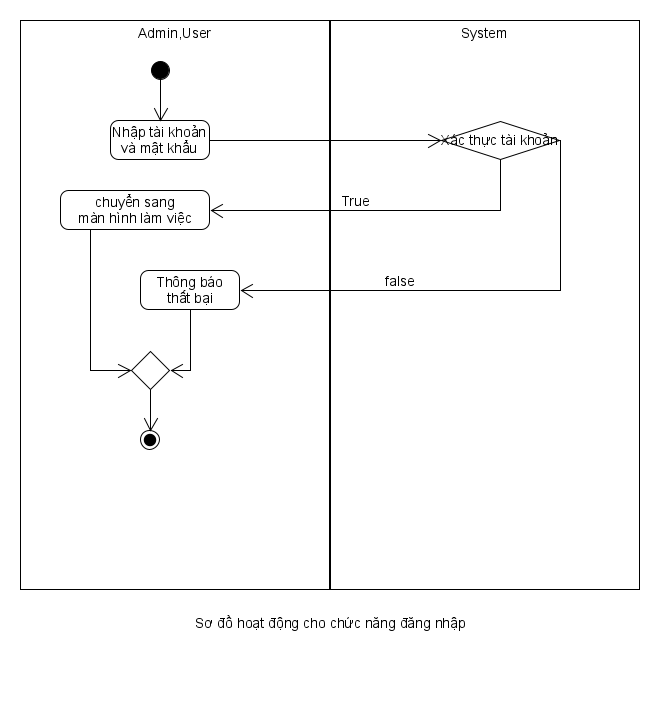 Admin,User
System
Nhập tài khoản
và mật khẩu
Xác thực tài khoản
chuyển sang
màn hình làm việc
True
Thông báo
thất bại
false
Sơ đồ hoạt động cho chức năng đăng nhập